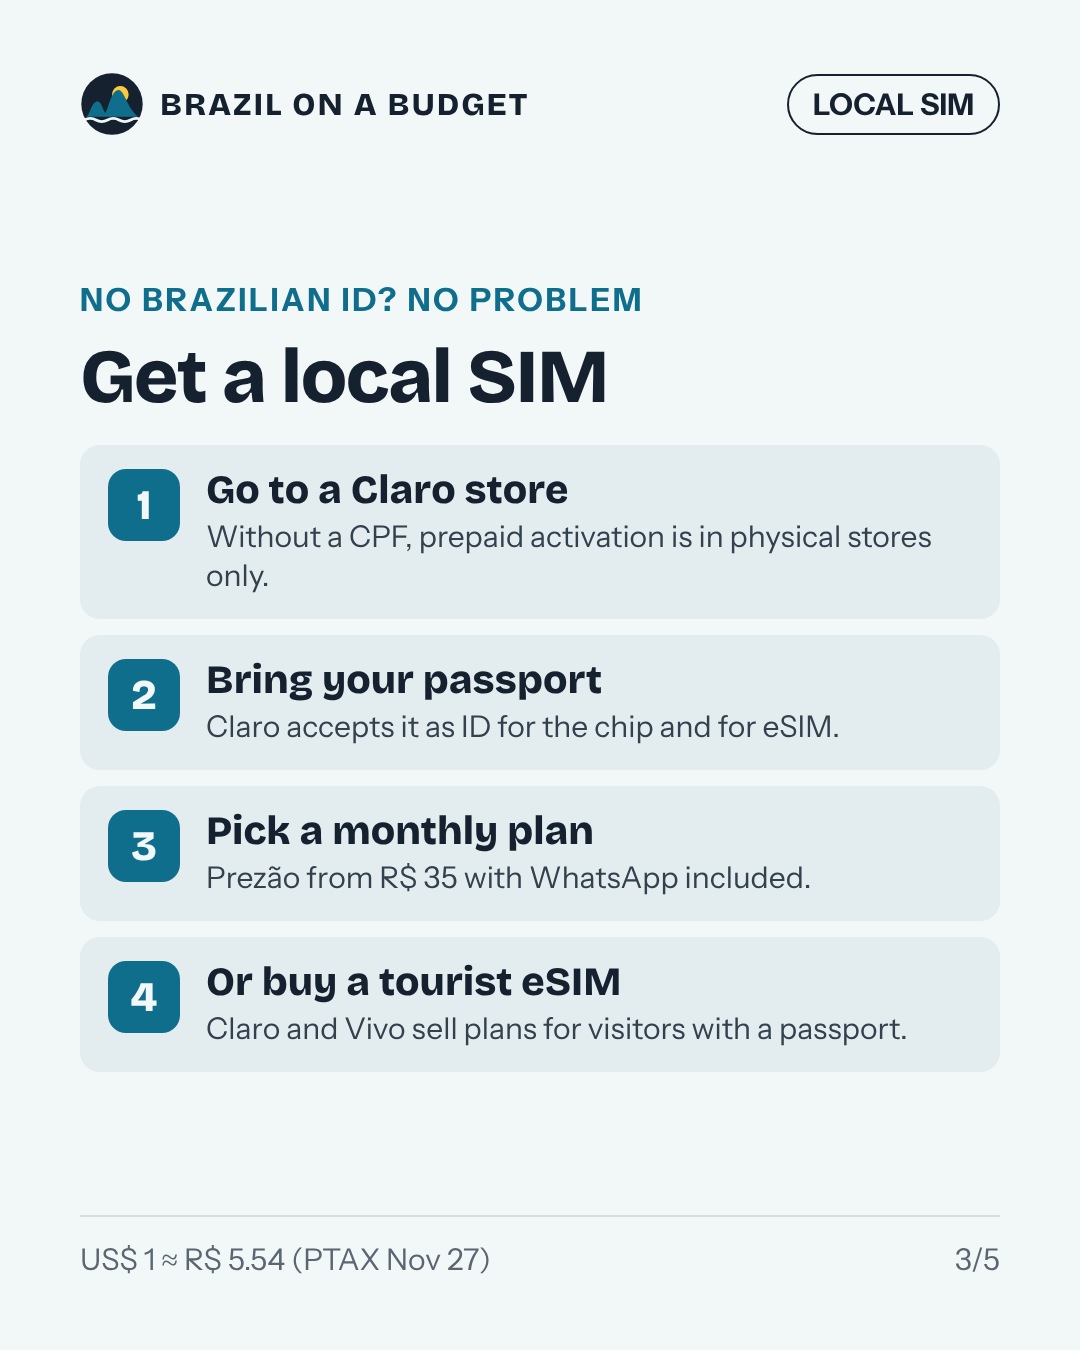 BRAZIL ON A BUDGET
LOCAL SIM
NO BRAZILIAN ID? NO PROBLEM
Get a local SIM
1
Go to a Claro store
Without a CPF, prepaid activation is in physical stores
only.
2
Bring your passport
Claro accepts it as ID for the chip and for eSIM.
3
Pick a monthly plan
Prezão from R$ 35 with WhatsApp included.
4
Or buy a tourist eSIM
Claro and Vivo sell plans for visitors with a passport.
US$ 1 ≈ R$ 5.54 (PTAX Nov 27)
3/5